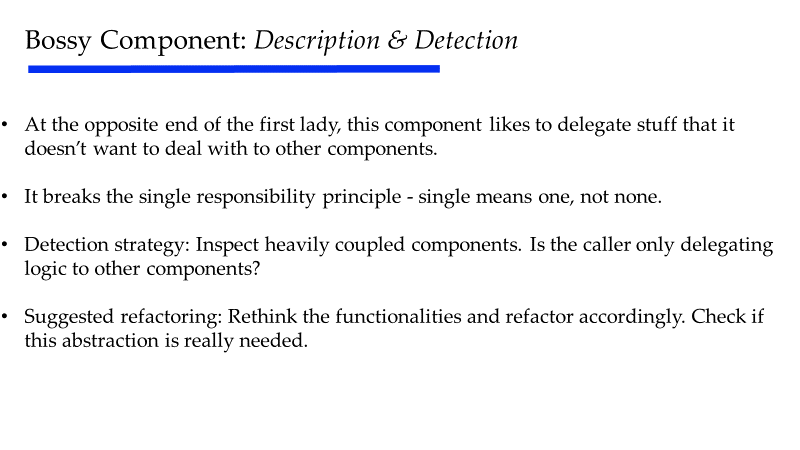 Bossy Component: Description & Detection
• At the opposite end of the first lady, this component likes to delegate stuff that it
doesn’t want to deal with to other components.
• It breaks the single responsibility principle - single means one, not none.
• Detection strategy: Inspect heavily coupled components. Is the caller only delegating
logic to other components?
• Suggested refactoring: Rethink the functionalities and refactor accordingly. Check if
this abstraction is really needed.